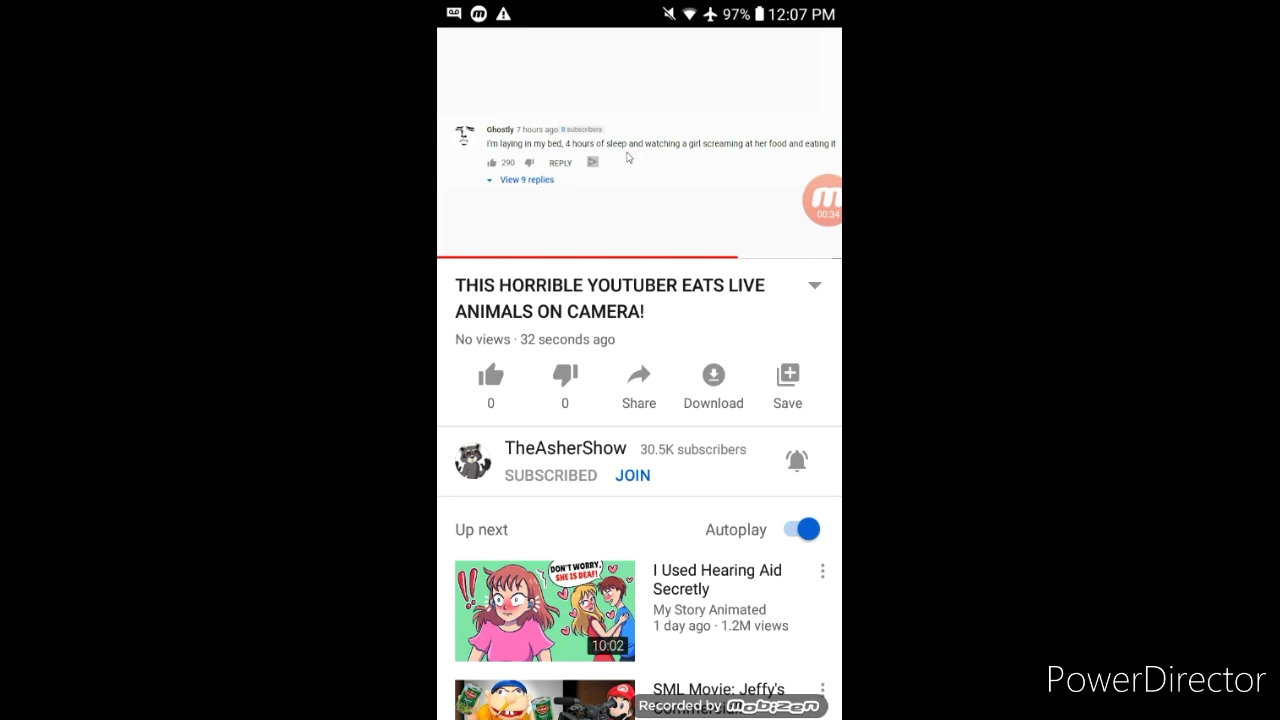 97% 12:07 PM
Ghostly 7 hours ago 8 subscribers
I'm laying in my bed, 4 hours of sleep and watching a girl screaming at her food and eating it
290 REPLY
View 9 replies
m
00:34
THIS HORRIBLE YOUTUBER EATS LIVE
ANIMALS ON CAMERA!
No views · 32 seconds ago
0 0 Share Download Save
TheAsherShow 30.5K subscribers
SUBSCRIBED JOIN
Up next Autoplay
DON'T WORRY,
SHE IS DEAF!
10:02
I Used Hearing Aid
Secretly
My Story Animated
1 day ago · 1.2M views
SML Movie: Jeffy's
Recorded by Mobizen
PowerDirector